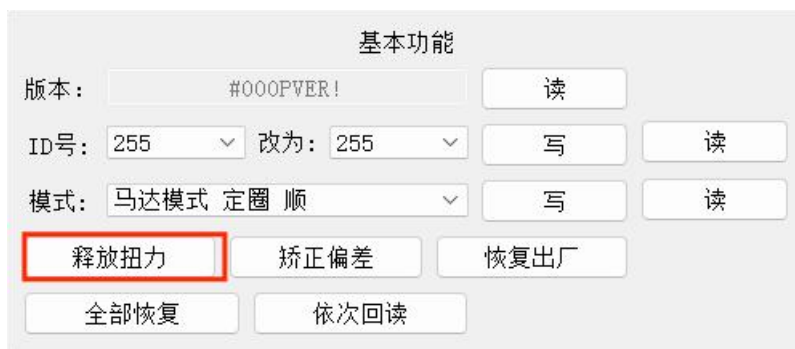 基本功能
版本: #000PVER! 读
ID号: 255 改为: 255 写 读
模式: 马达模式 定圈 顺 写 读
释放扭力 矫正偏差 恢复出厂
全部恢复 依次回读